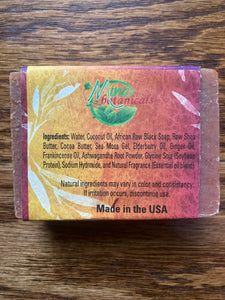 Mind
botanicals
Ingredients: Water, Coconut Oil, African Raw Black Soap, Raw Shea
Butter, Cocoa Butter, Sea Moss Gel, Elderberry Oil, Ginger Oil,
Frankincense Oil, Ashwagandha Root Powder, Glycine Soja (Soybean
Protein), Sodium Hydroxide, and Natural Fragrance (Essential oil blend)
Natural ingredients may vary in color and consistency.
If irritation occurs, discontinue use.
Made in the USA